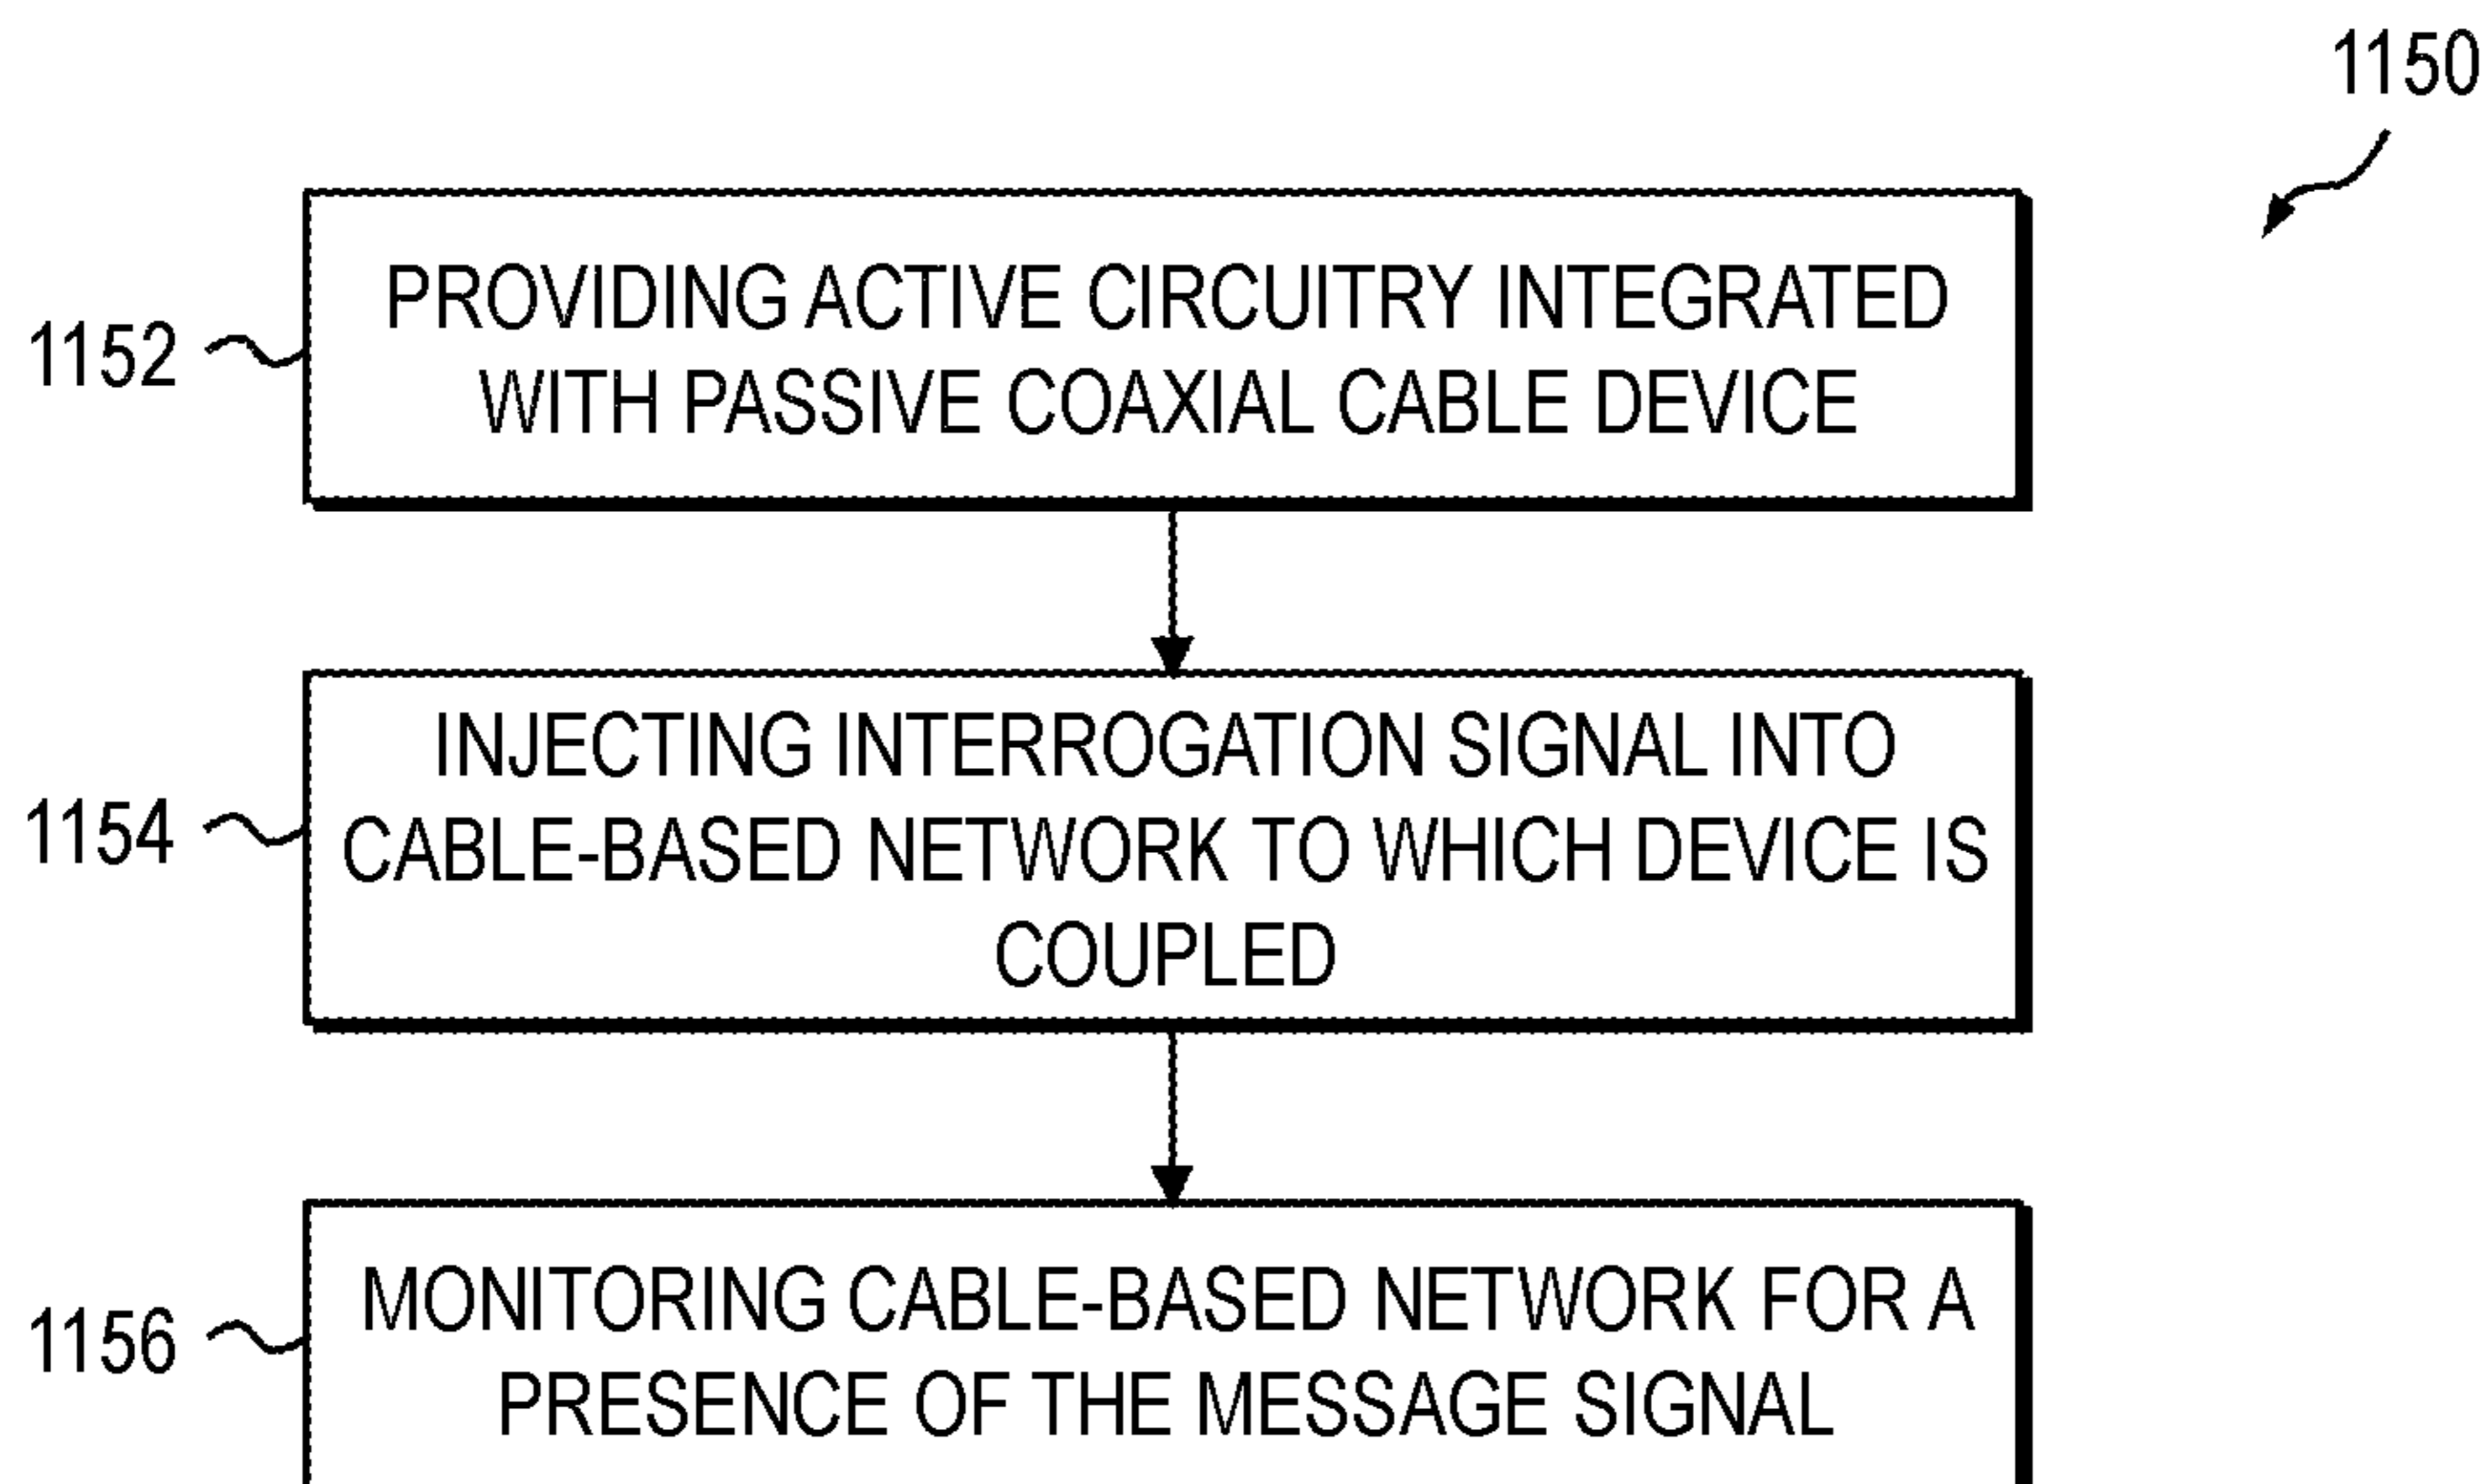 1150
PROVIDING ACTIVE CIRCUITRY INTEGRATED
WITH PASSIVE COAXIAL CABLE DEVICE
1152
INJECTING INTERROGATION SIGNAL INTO
CABLE-BASED NETWORK TO WHICH DEVICE IS
COUPLED
1154
MONITORING CABLE-BASED NETWORK FOR A
PRESENCE OF THE MESSAGE SIGNAL
1156